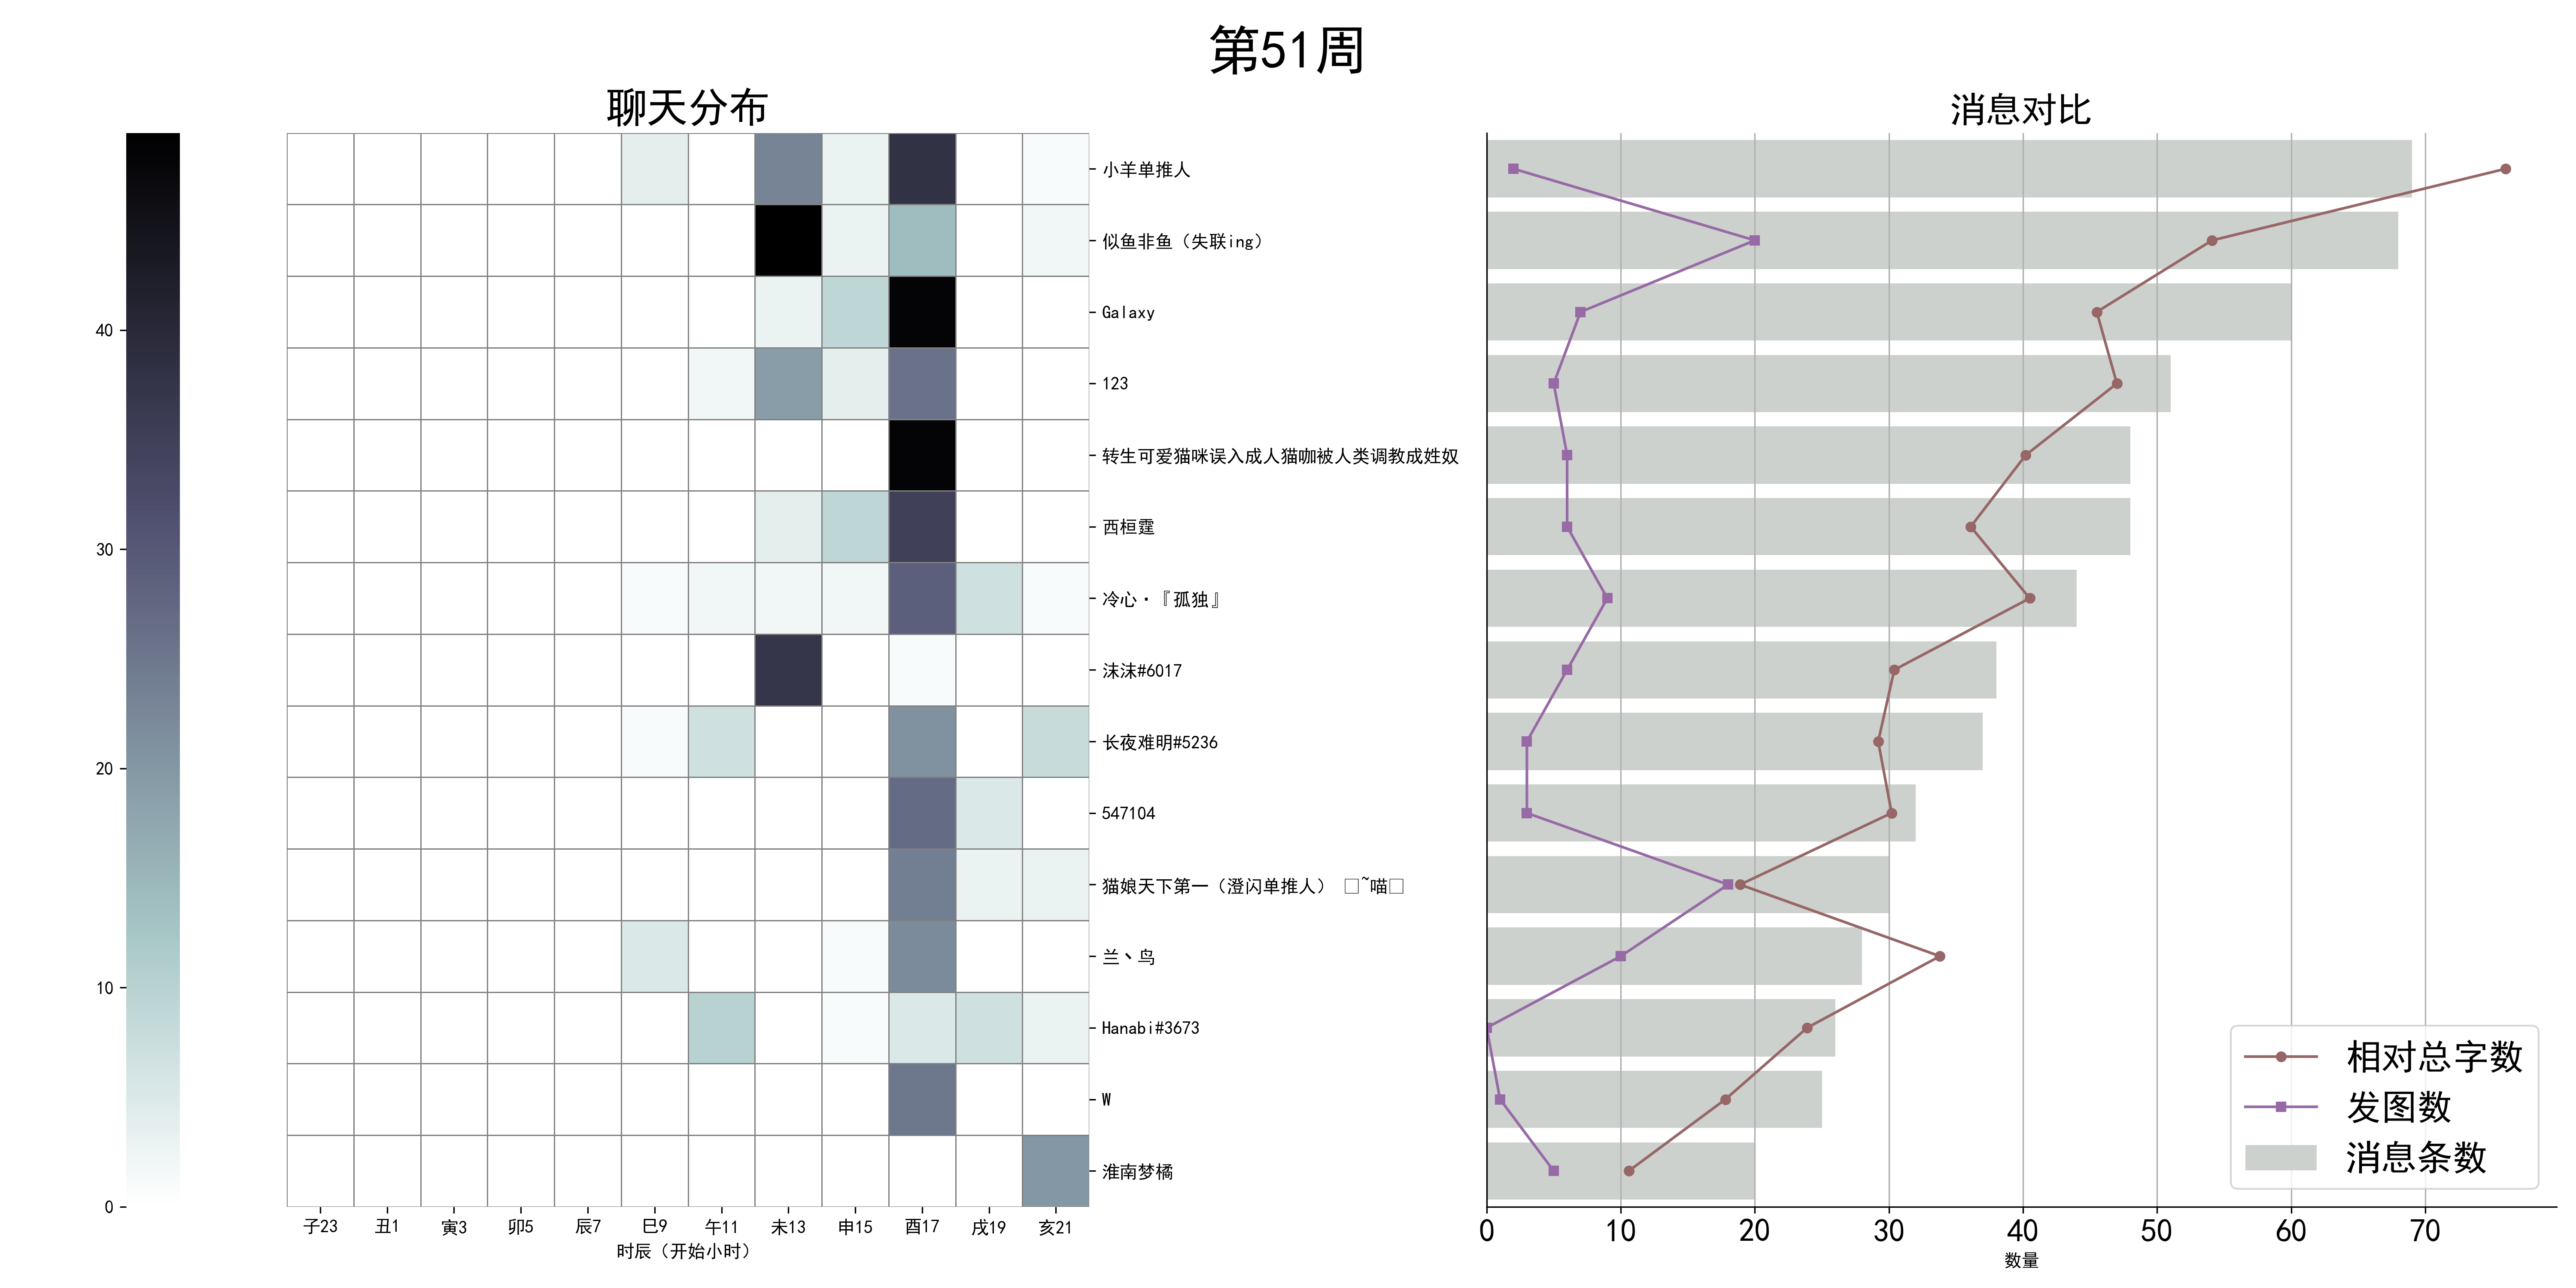 第51周
聊天分布
40
30
20
10
0
小羊单推人
似鱼非鱼（失联ing）
Galaxy
123
转生可爱猫咪误入成人猫咖被人类调教成姓奴
西桓霆
冷心·『孤独』
沫沫#6017
长夜难明#5236
547104
猫娘天下第一（澄闪单推人） □~喵□
兰丶鸟
Hanabi#3673
W
淮南梦橘
子23 丑1 寅3 卯5 辰7 巳9 午11 未13 申15 酉17 戌19 亥21
时辰（开始小时）
消息对比
相对总字数
发图数
消息条数
0 10 20 30 40 50 60 70
数量